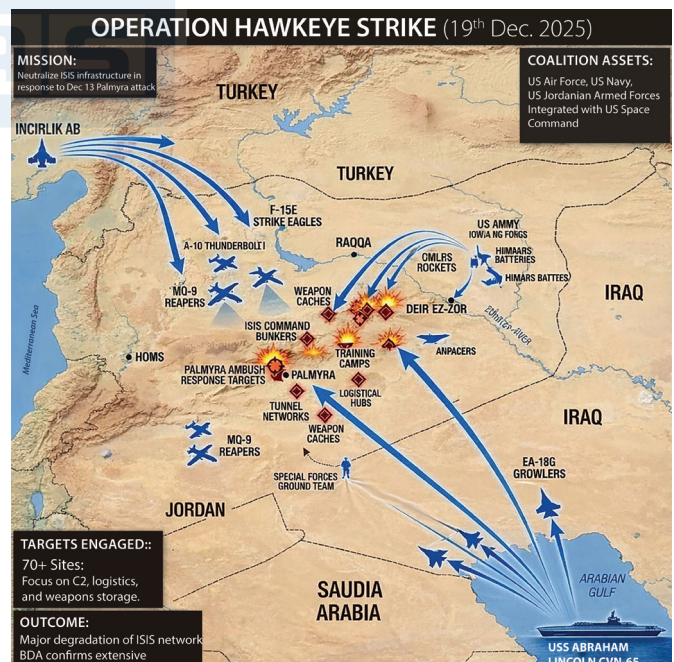 OPERATION HAWKEYE STRIKE (19th Dec. 2025)
MISSION:
Neutralize ISIS infrastructure in
response to Dec 13 Palmyra attack
COALITION ASSETS:
US Air Force, US Navy,
US Jordanian Armed Forces
Integrated with US Space
Command
TURKEY
INCIRLIK AB
TURKEY
F-15E
STRIKE EAGLES
A-10 THUNDERBOLT I
RAQQA
US AMMY
IOWA NG FORGS
HIMAARS
BATTERIES
GMLRS
ROCKETS
HIMARS BATTEES
MQ-9
REAPERS
WEAPON
CACHES
DEIR EZ-ZOR
IRAQ
RIVER
Mediterranean Sea
ISIS COMMAND
BUNKERS
HOMS
TRAINING
CAMPS
ANPACERS
PALMYRA AMBUSH
RESPONSE TARGETS
PALMYRA
LOGISTICAL
HUBS
TUNNEL
NETWORKS
WEAPON
CACHES
IRAQ
MQ-9
REAPERS
SPECIAL FORCES
GROUND TEAM
EA-18G
GROWLERS
JORDAN
TARGETS ENGAGED::
70+ Sites:
Focus on C2, logistics,
and weapons storage.
SAUDIA
ARABIA
ARABIAN
GULF
OUTCOME:
Major degradation of ISIS network
BDA confirms extensive
USS ABRAHAM
LINCOLN CVN-65